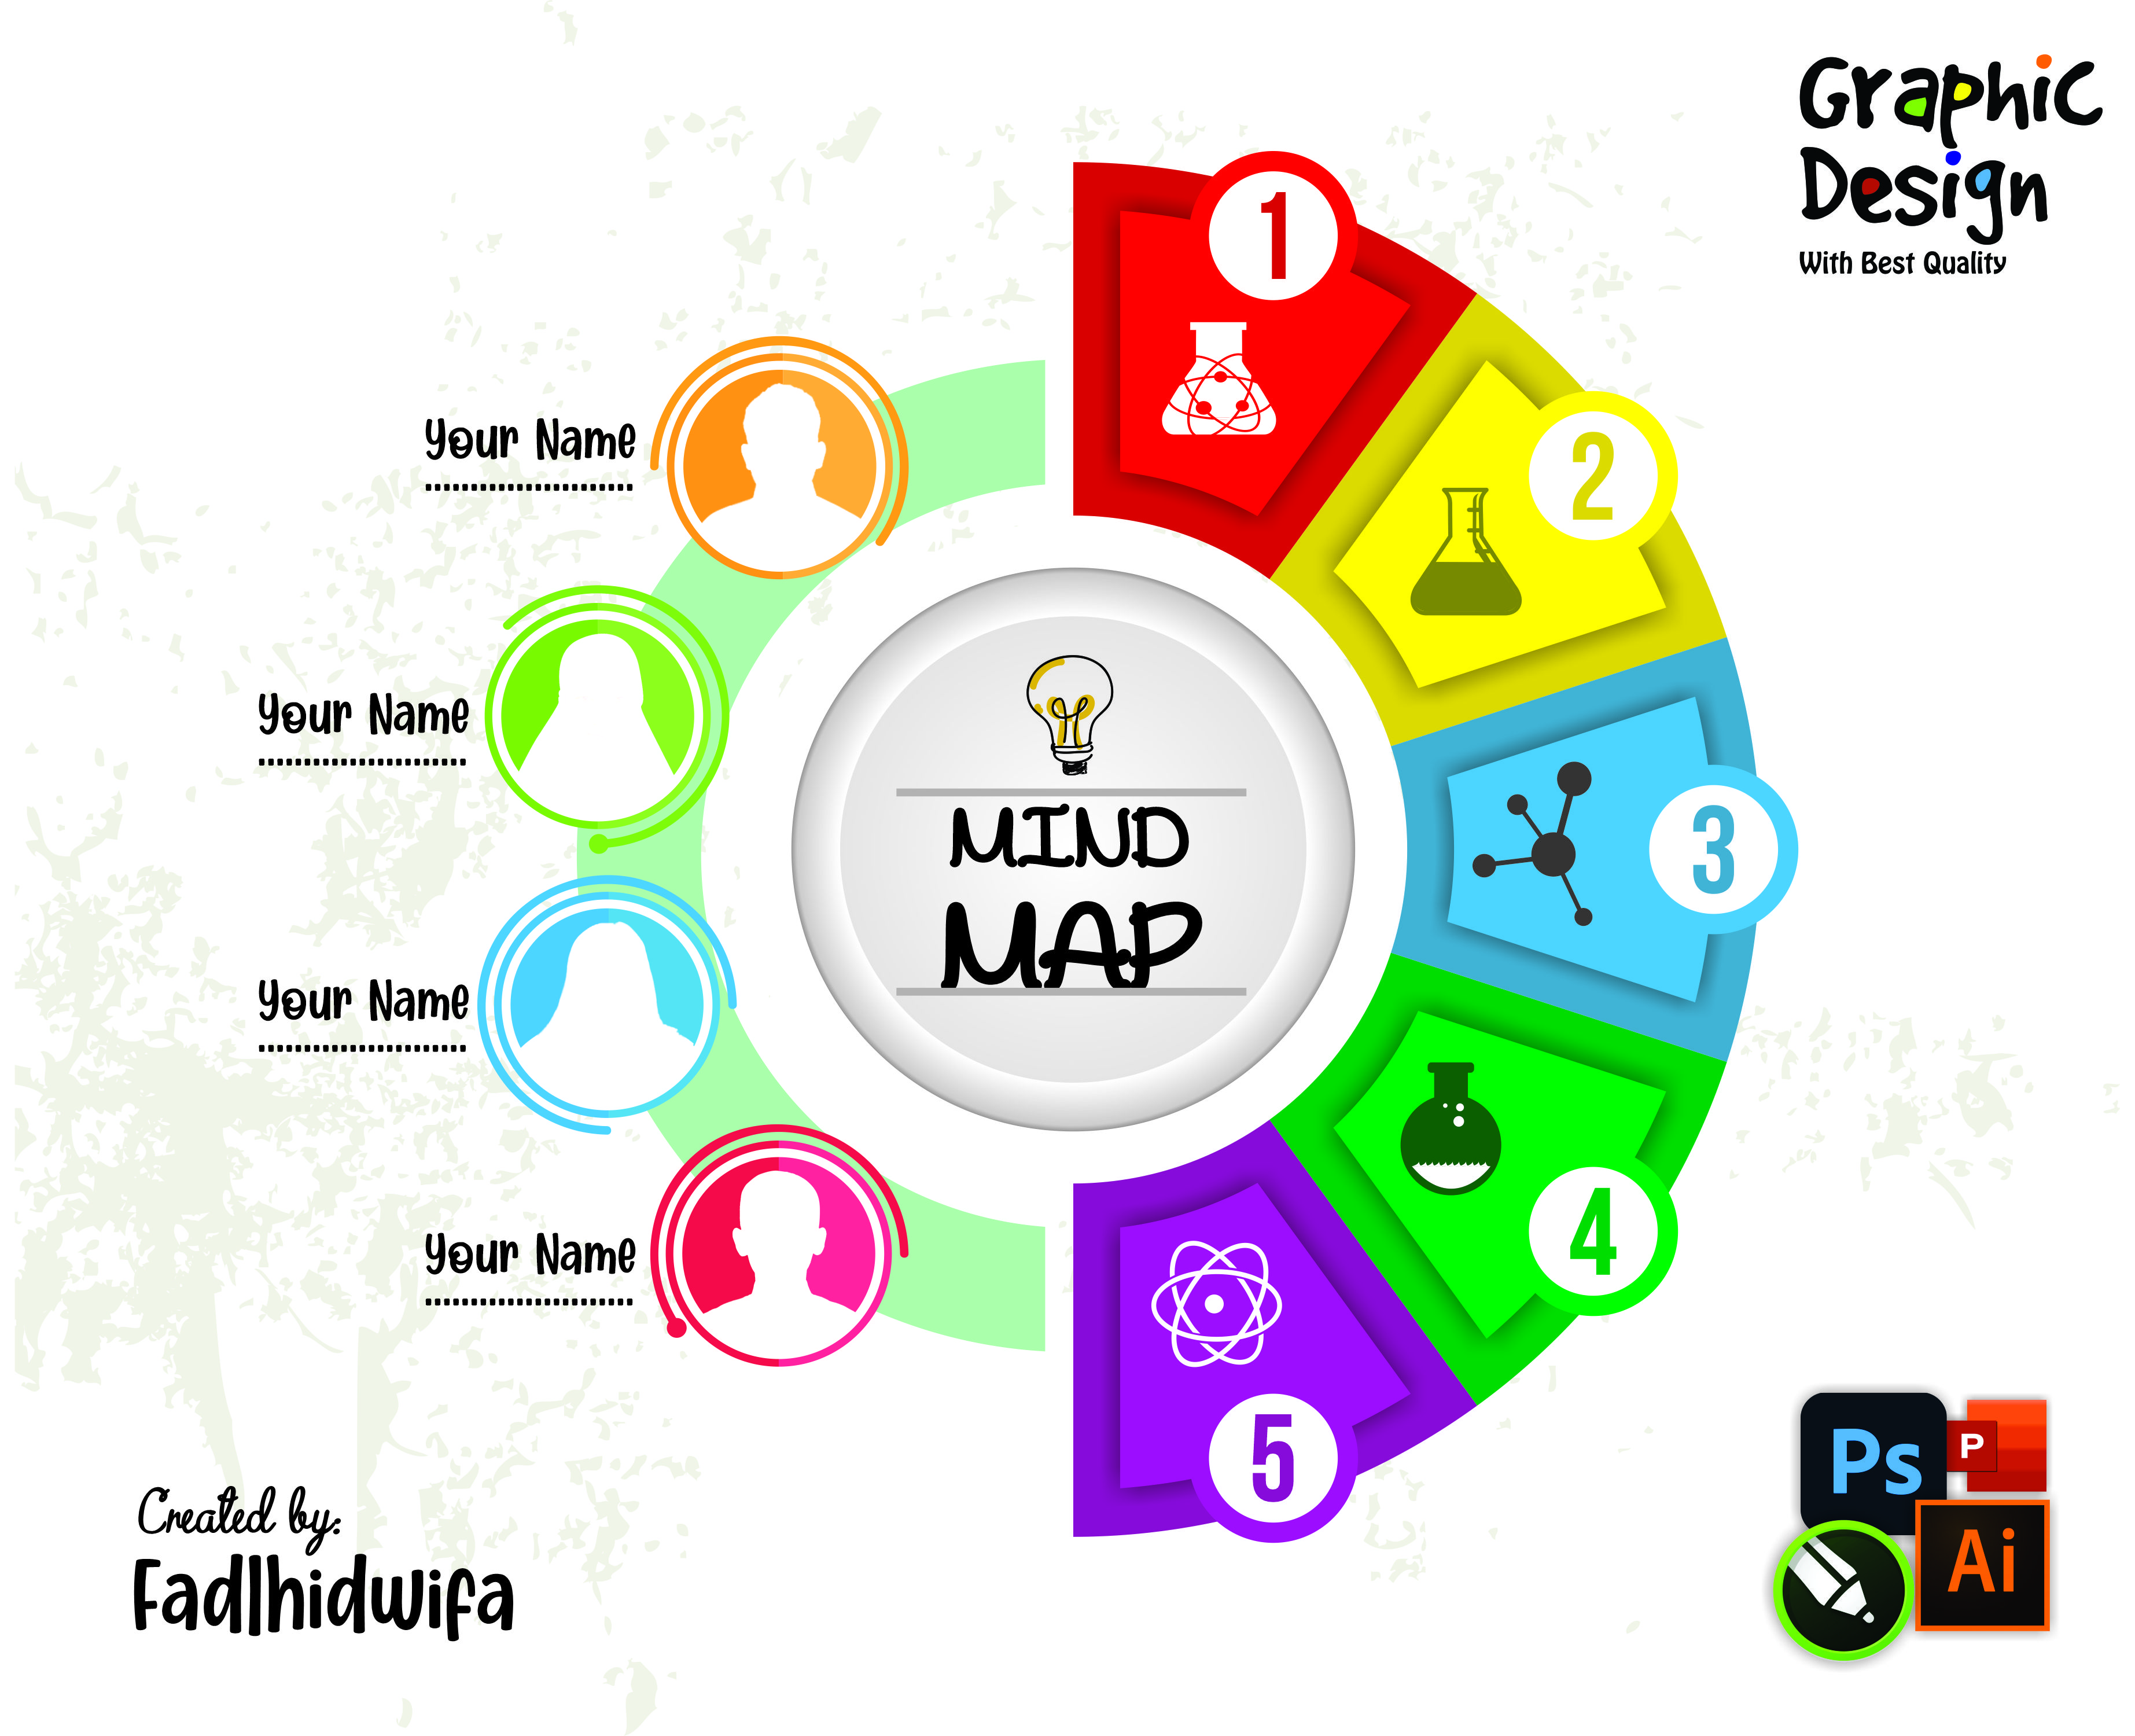 Graphic
Design
With Best Quality
1
2
3
4
5
Your Name
Your Name
Your Name
Your Name
MIND
MAP
Created by:
Fadlhidwifa
Ps
P
Ai